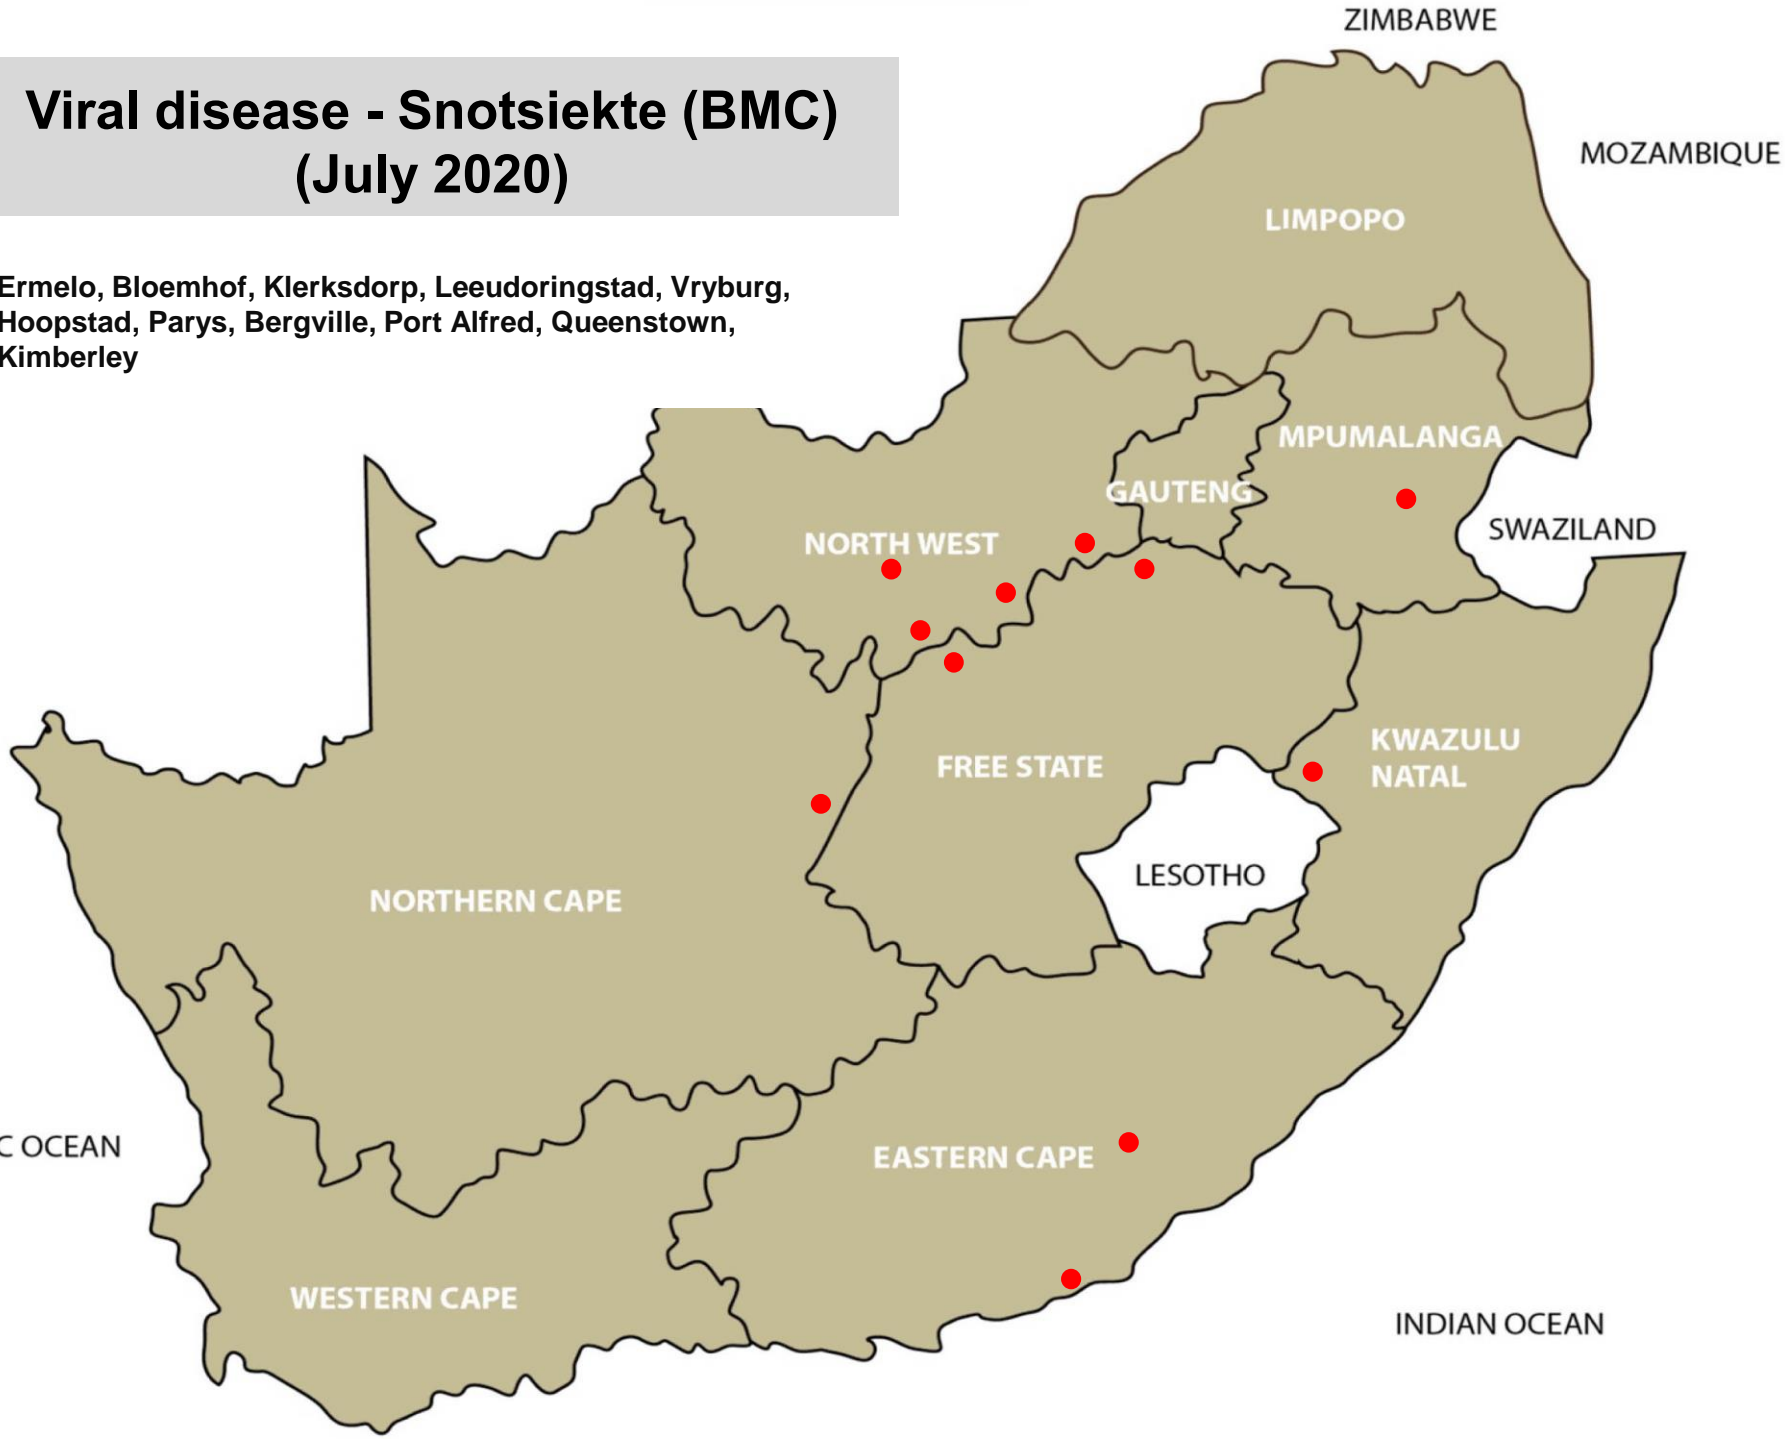 ZIMBABWE
Viral disease - Snotsiekte (BMC)
(July 2020)
MOZAMBIQUE
LIMPOPO
Ermelo, Bloemhof, Klerksdorp, Leeudoringstad, Vryburg,
Hoopstad, Parys, Bergville, Port Alfred, Queenstown,
Kimberley
MPUMALANGA
GAUTENG
SWAZILAND
NORTH WEST
KWAZULU
NATAL
FREE STATE
LESOTHO
NORTHERN CAPE
C OCEAN
EASTERN CAPE
WESTERN CAPE
INDIAN OCEAN